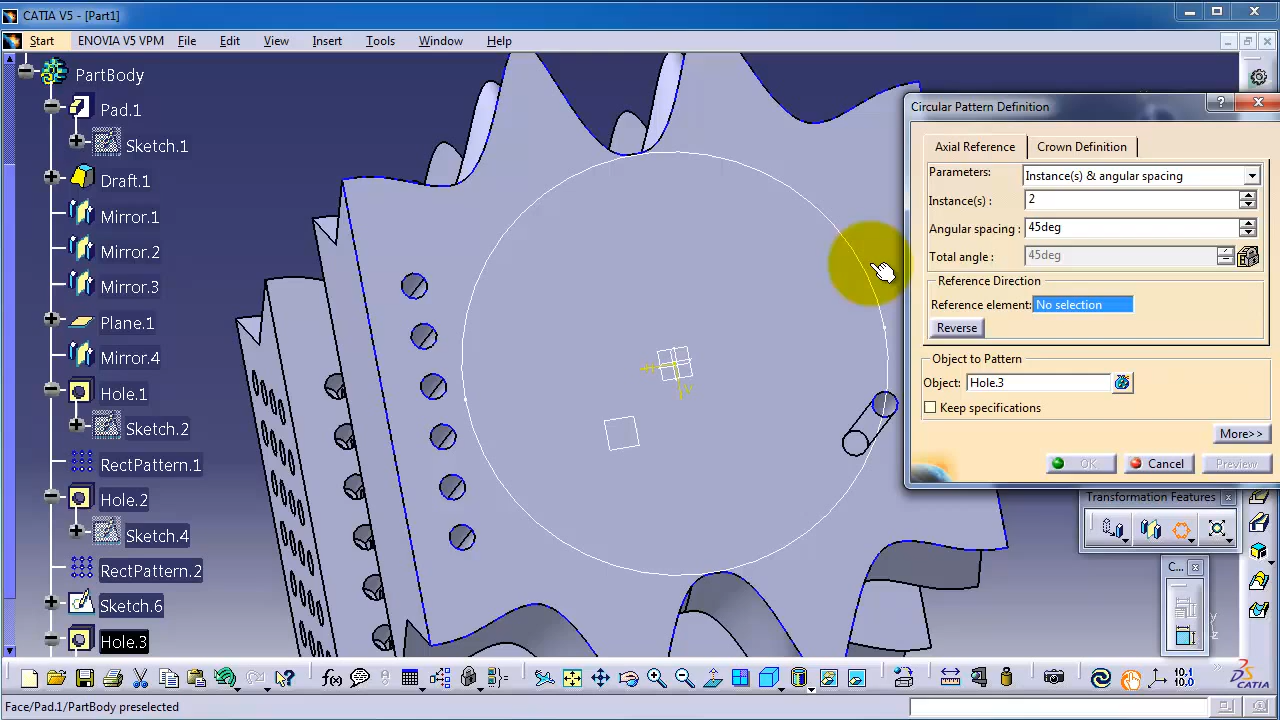 CATIA V5 - [Part1]
Start ENOVIA V5 VPM File Edit View Insert Tools Window Help
PartBody
Pad.1
Sketch.1
Draft.1
Mirror.1
Mirror.2
Mirror.3
Plane.1
Mirror.4
Hole.1
Sketch.2
RectPattern.1
Hole.2
Sketch.4
RectPattern.2
Sketch.6
Hole.3
H
V
Circular Pattern Definition
Axial Reference Crown Definition
Parameters: Instance(s) & angular spacing
Instance(s) : 2
Angular spacing : 45deg
Total angle : 45deg
Reference Direction
Reference element: No selection
Reverse
Object to Pattern
Object: Hole.3
Keep specifications
More>>
OK Cancel Preview
Transformation Features
C...
f(x)
10.1
10.0
CATIA
Face/Pad.1/PartBody preselected